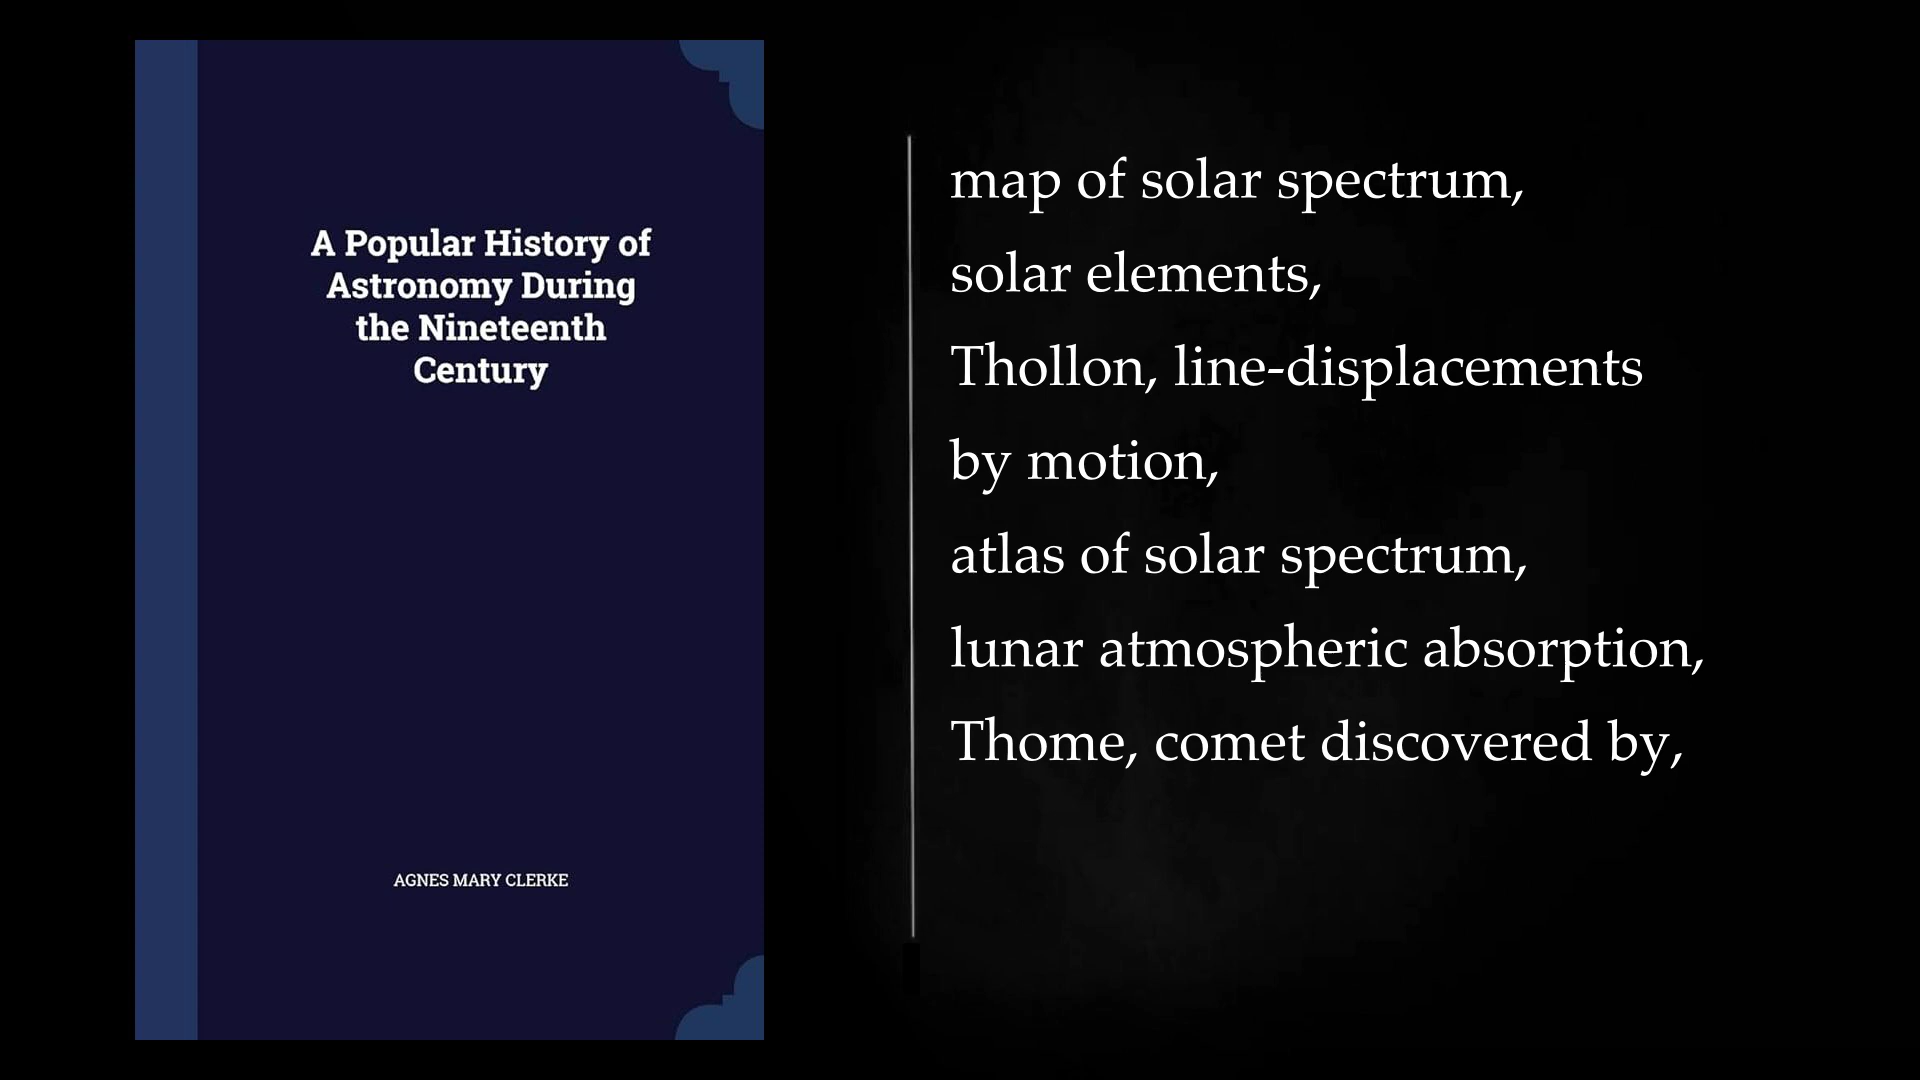 A Popular History of
Astronomy During
the Nineteenth
Century
AGNES MARY CLERKE
map of solar spectrum,
solar elements,
Thollon, line-displacements
by motion,
atlas of solar spectrum,
lunar atmospheric absorption,
Thome, comet discovered by,